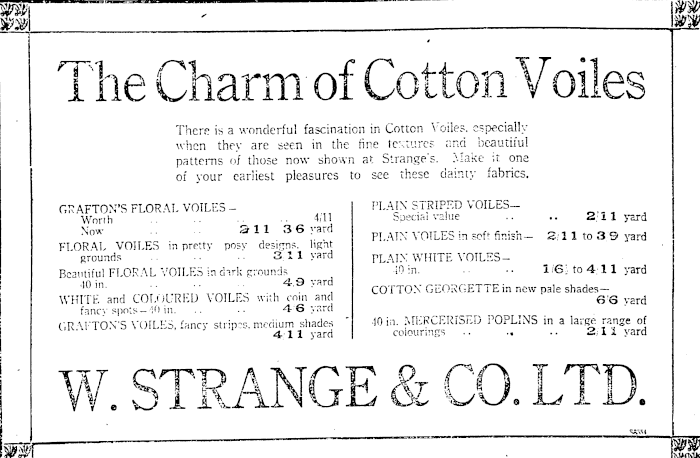 The Charm of Cotton Voiles
There is a wonderful fascination in Cotton Voiles, especially
when they are seen in the fine textures and beautiful
patterns of those now shown at Strange's. Make it one
of your earliest pleasures to see these dainty fabrics.
GRAFTON'S FLORAL VOILES—
Worth .. .. .. .. 4/11
Now .. .. 2/11 3/6 yard
FLORAL VOILES in pretty posy designs, light
grounds .. .. .. 3/11 yard
Beautiful FLORAL VOILES in dark grounds
40 in. .. .. .. 4/9 yard
WHITE and COLOURED VOILES with coin and
fancy spots—40 in. .. .. 4/6 yard
GRAFTON'S VOILES, fancy stripes, medium shades
4/11 yard
PLAIN STRIPED VOILES—
Special value .. .. 2/11 yard
PLAIN VOILES in soft finish— 2/11 to 3/9 yard
PLAIN WHITE VOILES—
40 in. .. .. 1/6 to 4/11 yard
COTTON GEORGETTE in new pale shades—
6/6 yard
40 in. MERCERISED POPLINS in a large range of
colourings .. .. .. 2/11 yard
W. STRANGE & CO. LTD.